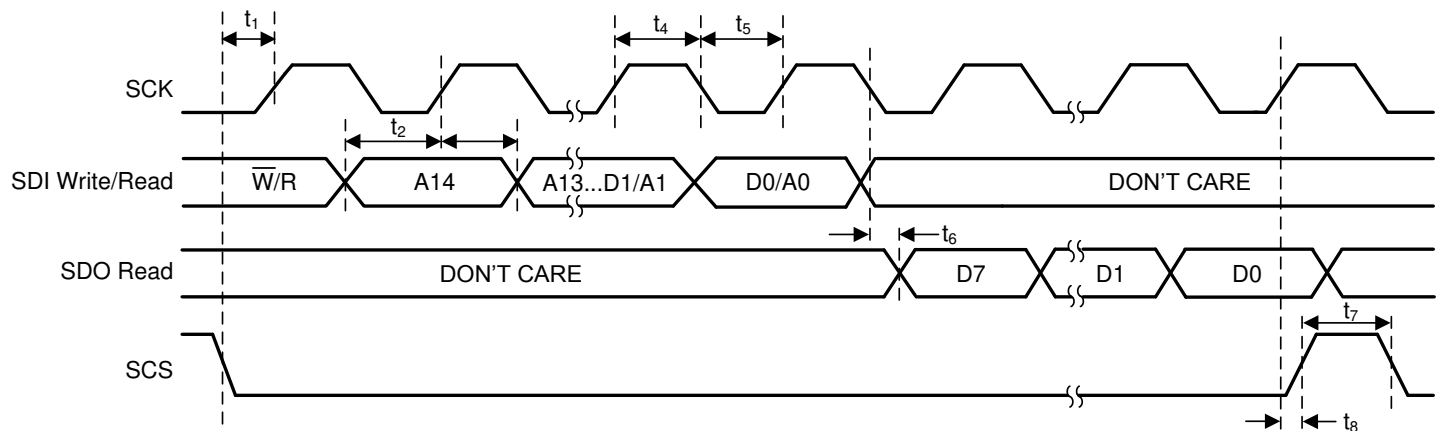 t1 t4 t5
SCK
t2
SDI Write/Read W̅/R A14 A13...D1/A1 D0/A0 DON'T CARE
t6
SDO Read DON'T CARE D7 D1 D0
t7
SCS
t8